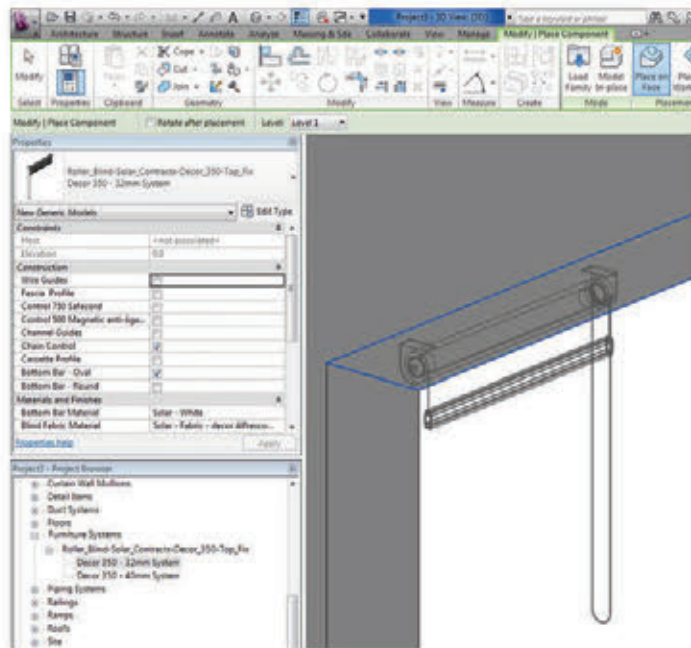 Project3 - 3D View: {3D}
Type a keyword or phrase
Architecture Structure Insert Annotate Analyze Massing & Site Collaborate View Manage Modify | Place Component
Modify
Cope
Cut
Join
Load Family
Model In-place
Place on Face
Select Properties Clipboard Geometry Modify View Measure Create Mode Placement
Modify | Place Component Rotate after placement Level: Level 1
Properties
Roller_Blind-Solar_Contracts-Decor_350-Top_Fix
Decor 350 - 32mm System
New Generic Models Edit Type
Constraints
Host <not associated>
Elevation 0.0
Construction
Wire Guides
Fascia Profile
Control 750 Safecord
Control 500 Magnetic anti-liga...
Channel Guides
Chain Control
Cassette Profile
Bottom Bar - Oval
Bottom Bar - Round
Materials and Finishes
Bottom Bar Material Solar - White
Blind Fabric Material Solar - Fabric - decor Alfresco...
Properties help Apply
Project3 - Project Browser
Curtain Wall Mullions
Detail Items
Duct Systems
Floors
Furniture Systems
Roller_Blind-Solar_Contracts-Decor_350-Top_Fix
Decor 350 - 32mm System
Decor 350 - 40mm System
Piping Systems
Railings
Ramps
Roofs
Site